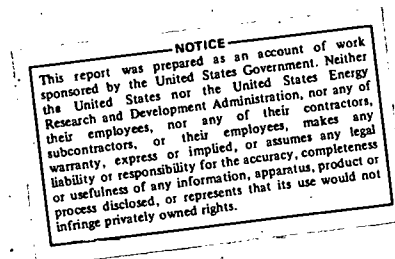 NOTICE
This report was prepared as an account of work
sponsored by the United States Government. Neither
the United States nor the United States Energy
Research and Development Administration, nor any of
their employees, nor any of their contractors,
subcontractors, or their employees, makes any
warranty, express or implied, or assumes any legal
liability or responsibility for the accuracy, completeness
or usefulness of any information, apparatus, product or
process disclosed, or represents that its use would not
infringe privately owned rights.